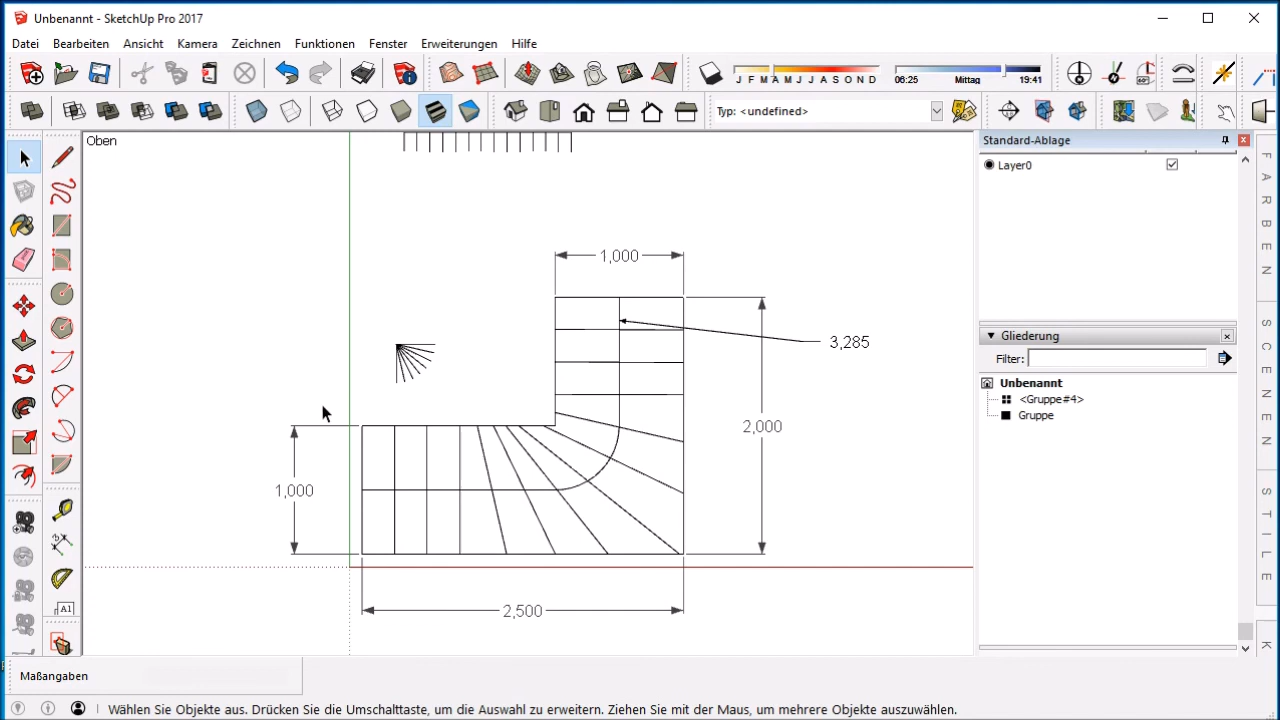 Unbenannt - SketchUp Pro 2017
Datei Bearbeiten Ansicht Kamera Zeichnen Funktionen Fenster Erweiterungen Hilfe
J F M A M J J A S O N D 06:25 Mittag 19:41
Typ: <undefined>
Oben
Standard-Ablage
Layer0
Gliederung
Filter:
Unbenannt
<Gruppe#4>
Gruppe
1,000
3,285
2,000
1,000
2,500
FARBEN
SZENEN
STILE
K
A1
Maßangaben
Wählen Sie Objekte aus. Drücken Sie die Umschalttaste, um die Auswahl zu erweitern. Ziehen Sie mit der Maus, um mehrere Objekte auszuwählen.